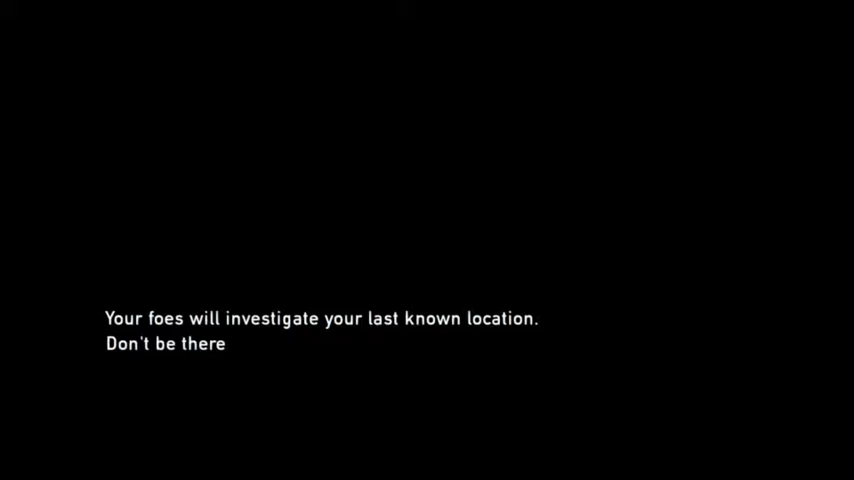 Your foes will investigate your last known location.
Don't be there